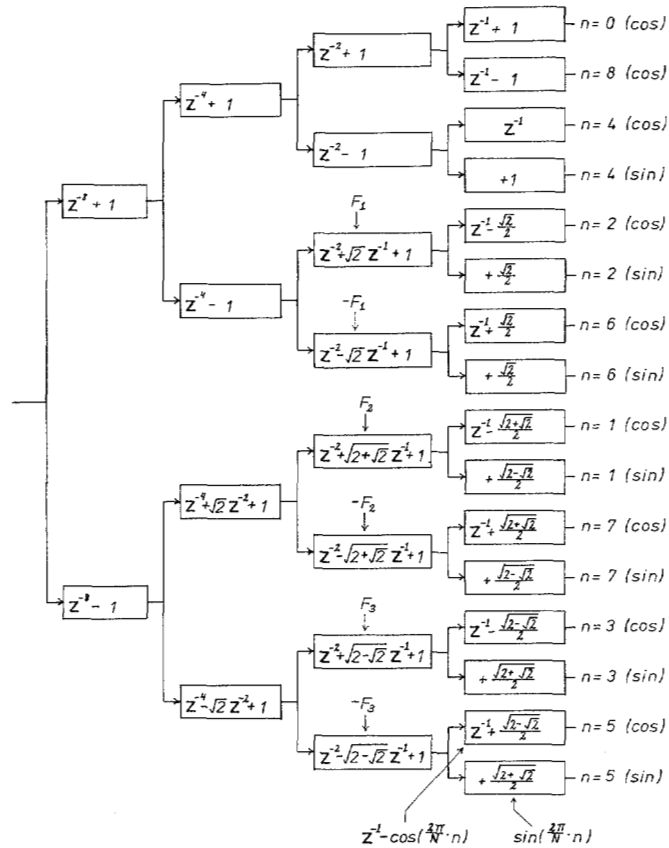 z⁻¹ + 1 n = 0 (cos)
z⁻² + 1
z⁻¹ - 1 n = 8 (cos)
z⁻⁴ + 1
z⁻¹ n = 4 (cos)
z⁻² - 1
+1 n = 4 (sin)
z⁻⁸ + 1
F₁
z⁻¹ - √2/2 n = 2 (cos)
z⁻² + √2 z⁻¹ + 1
+ √2/2 n = 2 (sin)
z⁻⁴ - 1
-F₁
z⁻¹ + √2/2 n = 6 (cos)
z⁻² - √2 z⁻¹ + 1
+ √2/2 n = 6 (sin)
F₂
z⁻¹ - √(2+√2)/2 n = 1 (cos)
z⁻² + √(2+√2) z⁻¹ + 1
+ √(2-√2)/2 n = 1 (sin)
z⁻⁴ + √2 z⁻² + 1
-F₂
z⁻¹ + √(2+√2)/2 n = 7 (cos)
z⁻² - √(2+√2) z⁻¹ + 1
+ √(2-√2)/2 n = 7 (sin)
z⁻⁸ - 1
F₃
z⁻¹ - √(2-√2)/2 n = 3 (cos)
z⁻² + √(2-√2) z⁻¹ + 1
+ √(2+√2)/2 n = 3 (sin)
z⁻⁴ - √2 z⁻² + 1
-F₃
z⁻¹ + √(2-√2)/2 n = 5 (cos)
z⁻² - √(2-√2) z⁻¹ + 1
+ √(2+√2)/2 n = 5 (sin)
z⁻¹ - cos(2π/N · n) sin(2π/N · n)